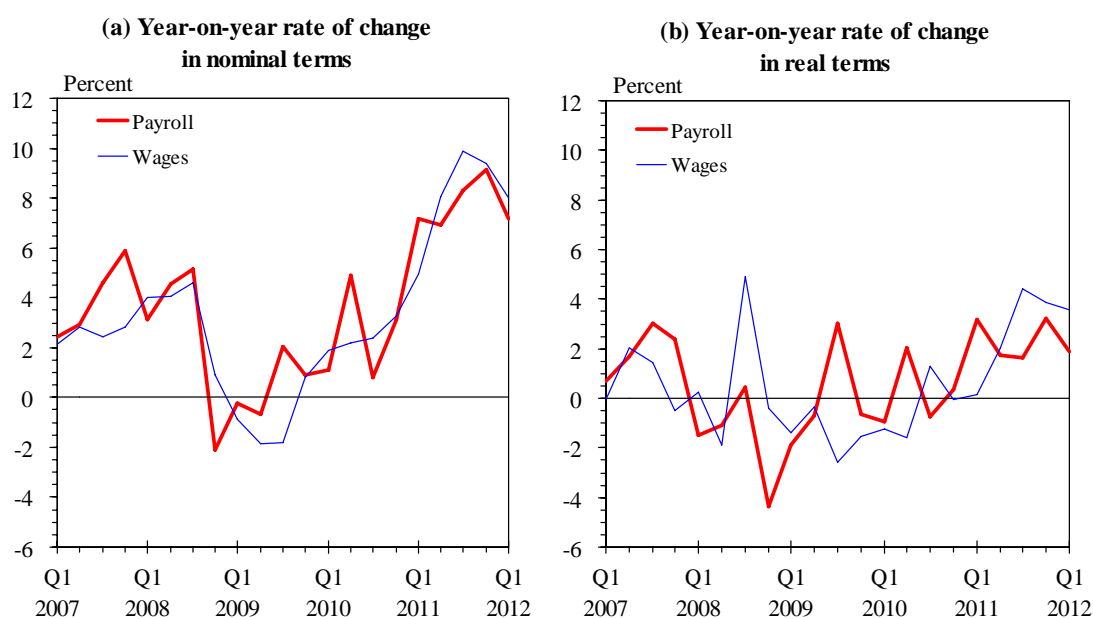 (a) Year-on-year rate of change
in nominal terms
Percent
12
10
8
6
4
2
0
-2
-4
-6
Payroll
Wages
Q1 Q1 Q1 Q1 Q1 Q1
2007 2008 2009 2010 2011 2012
(b) Year-on-year rate of change
in real terms
Percent
12
10
8
6
4
2
0
-2
-4
-6
Payroll
Wages
Q1 Q1 Q1 Q1 Q1 Q1
2007 2008 2009 2010 2011 2012